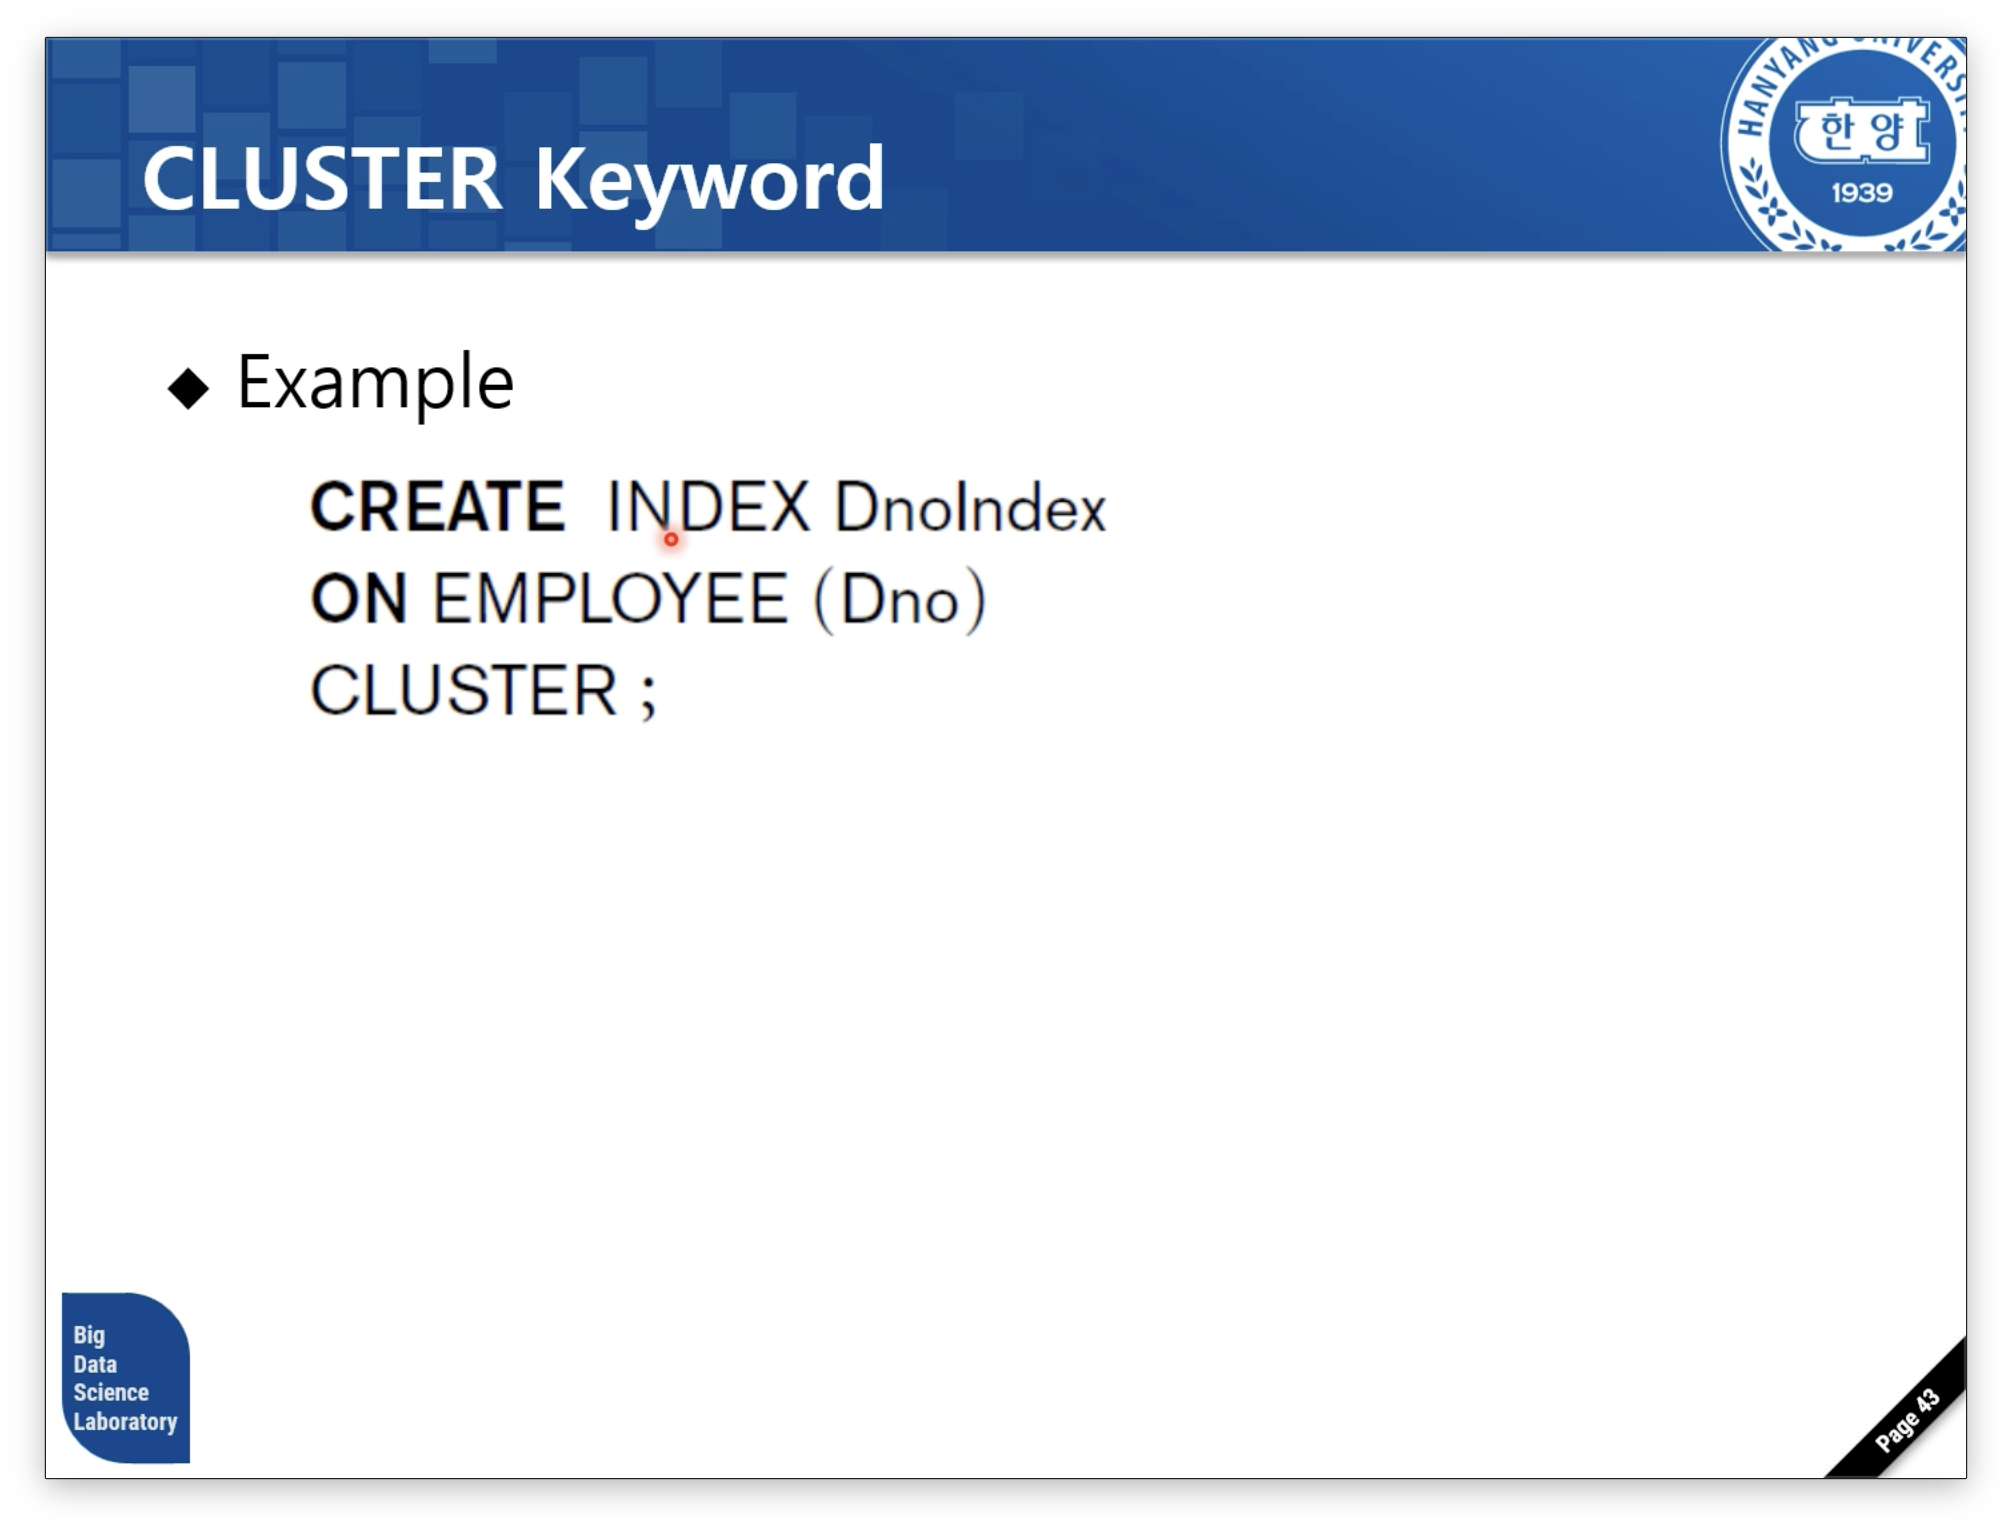 CLUSTER Keyword
HANYANG UNIVERSITY
한양
1939
◆ Example
CREATE INDEX DnoIndex
ON EMPLOYEE (Dno)
CLUSTER ;
Big
Data
Science
Laboratory
Page 43